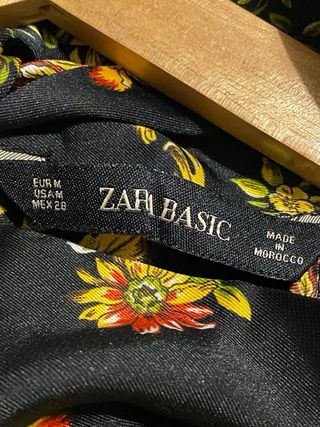 EUR M
USA M
MEX 28
ZARA BASIC
MADE
IN
MOROCCO